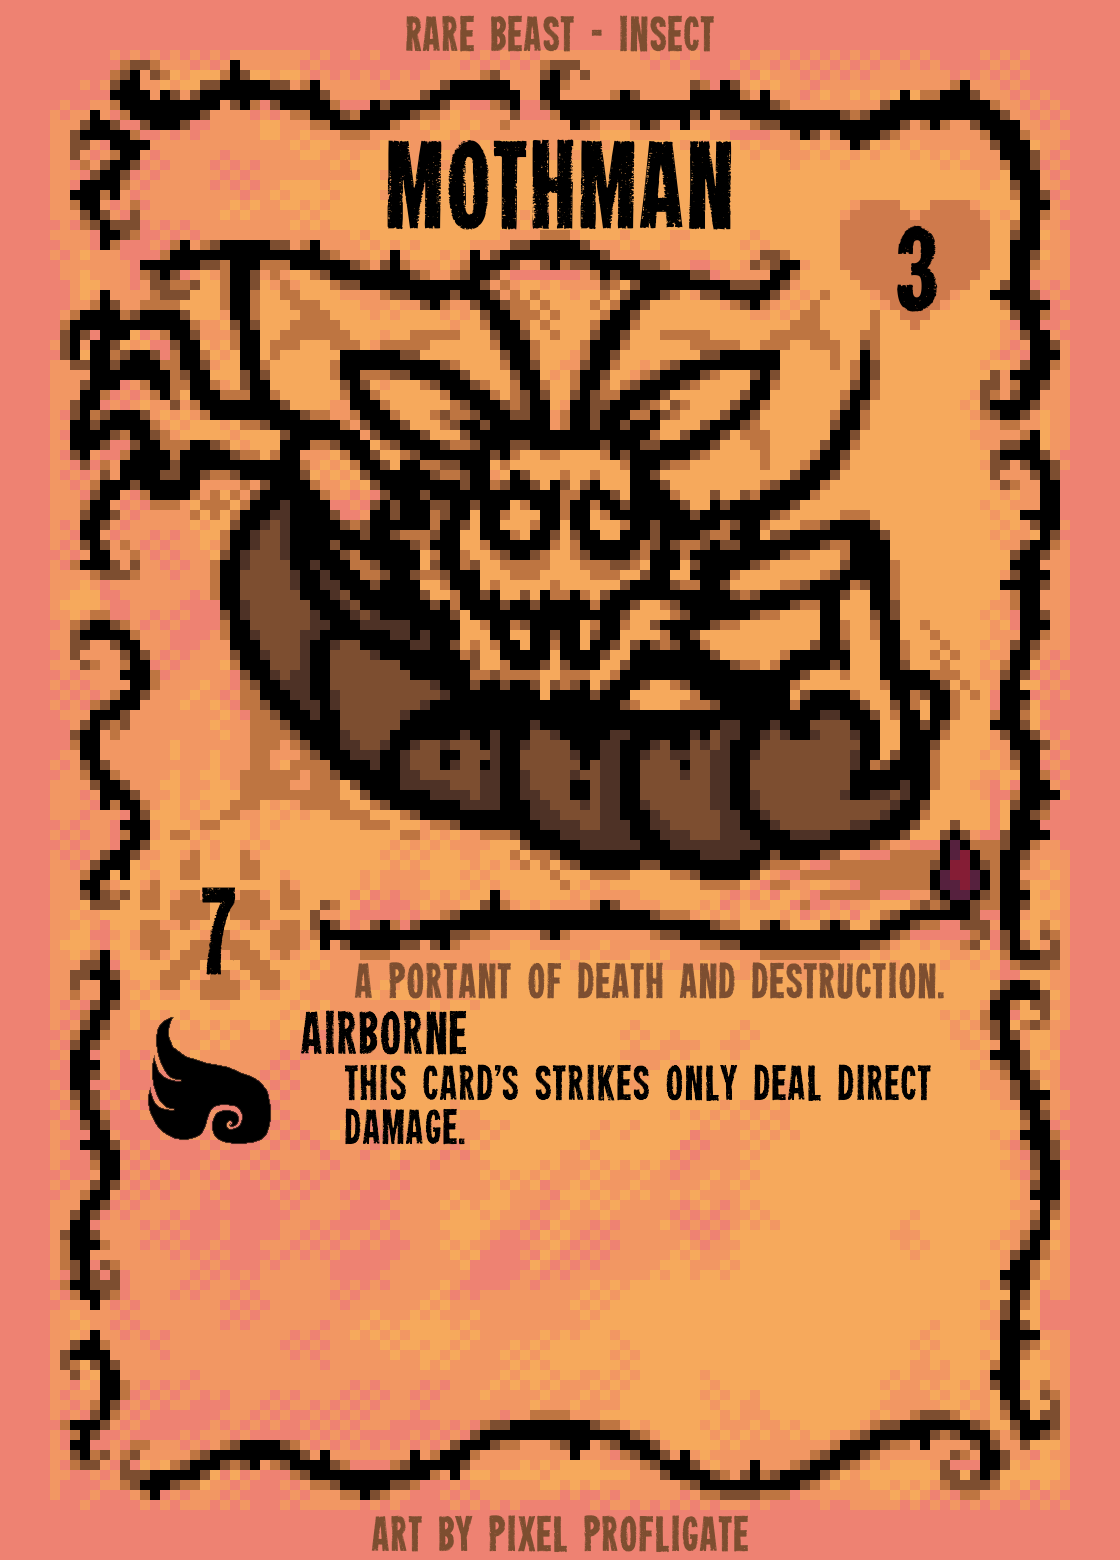 RARE BEAST - INSECT
MOTHMAN
3
7
A PORTANT OF DEATH AND DESTRUCTION.
AIRBORNE
THIS CARD'S STRIKES ONLY DEAL DIRECT
DAMAGE.
ART BY PIXEL PROFLIGATE